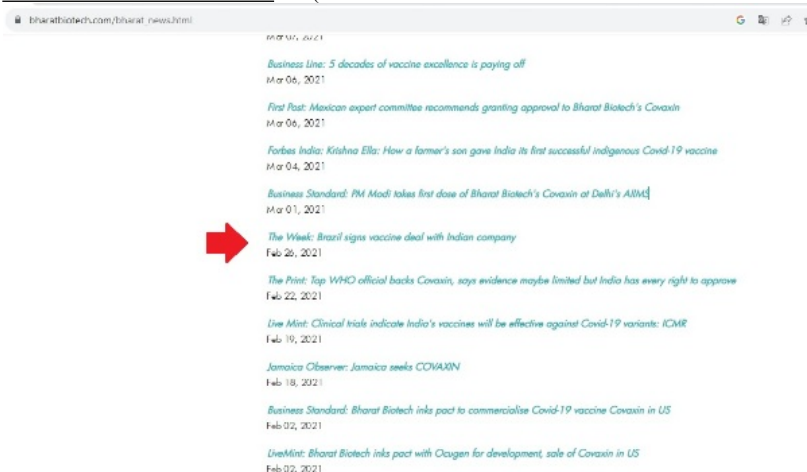 bharatbiotech.com/bharat_news.html
Mar 07, 2021
Business Line: 5 decades of vaccine excellence is paying off
Mar 06, 2021
First Post: Mexican expert committee recommends granting approval to Bharat Biotech's Covaxin
Mar 06, 2021
Forbes India: Krishna Ella: How a farmer's son gave India its first successful indigenous Covid-19 vaccine
Mar 04, 2021
Business Standard: PM Modi takes first dose of Bharat Biotech's Covaxin at Delhi's AIIMS
Mar 01, 2021
The Week: Brazil signs vaccine deal with Indian company
Feb 26, 2021
The Print: Top WHO official backs Covaxin, says evidence maybe limited but India has every right to approve
Feb 22, 2021
Live Mint: Clinical trials indicate India's vaccines will be effective against Covid-19 variants: ICMR
Feb 19, 2021
Jamaica Observer: Jamaica seeks COVAXIN
Feb 18, 2021
Business Standard: Bharat Biotech inks pact to commercialise Covid-19 vaccine Covaxin in US
Feb 02, 2021
LiveMint: Bharat Biotech inks pact with Ocugen for development, sale of Covaxin in US
Feb 02, 2021